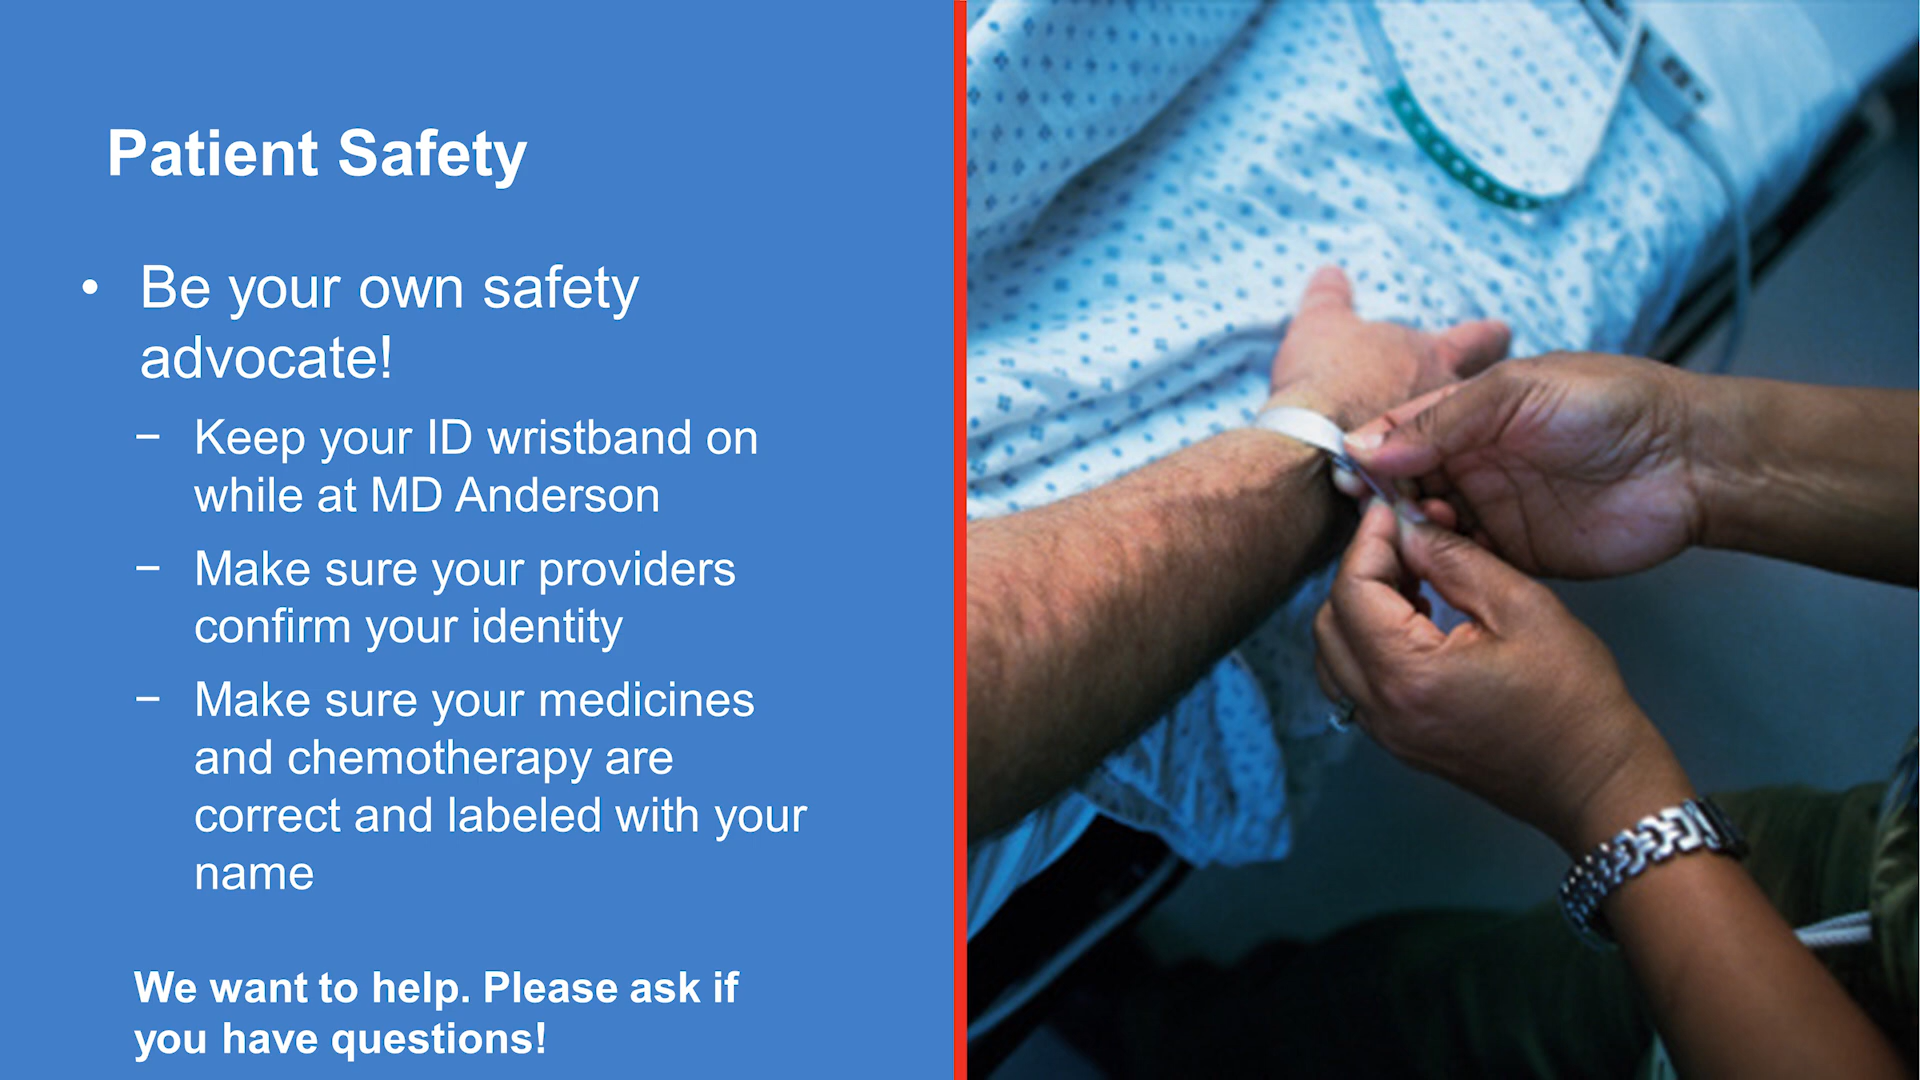 Patient Safety
• Be your own safety
advocate!
− Keep your ID wristband on
while at MD Anderson
− Make sure your providers
confirm your identity
− Make sure your medicines
and chemotherapy are
correct and labeled with your
name
We want to help. Please ask if
you have questions!